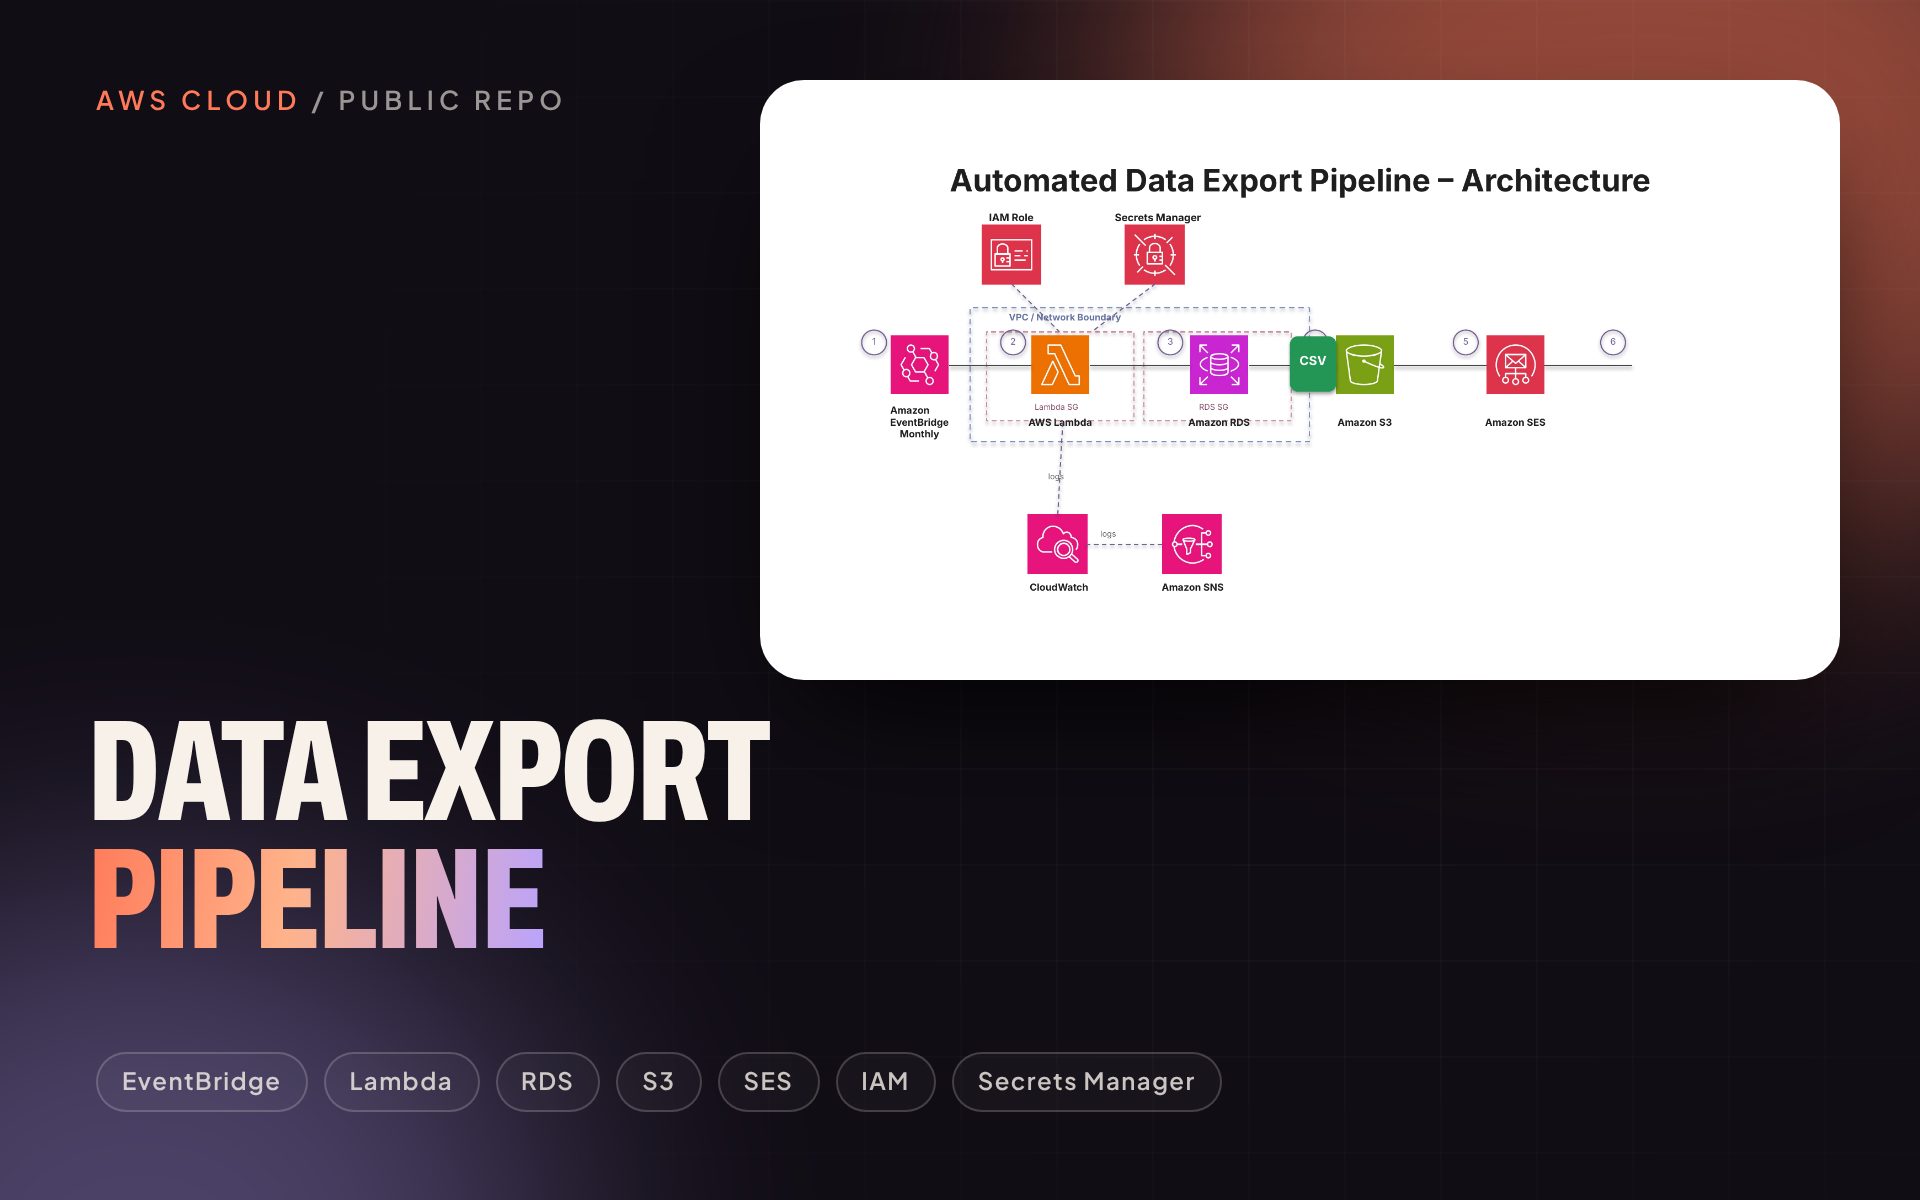 AWS CLOUD / PUBLIC REPO
Automated Data Export Pipeline – Architecture
IAM Role
Secrets Manager
VPC / Network Boundary
1
2
3
CSV
5
6
Lambda SG
RDS SG
Amazon
EventBridge
Monthly
AWS Lambda
Amazon RDS
Amazon S3
Amazon SES
logs
logs
CloudWatch
Amazon SNS
DATA EXPORT
PIPELINE
EventBridge
Lambda
RDS
S3
SES
IAM
Secrets Manager